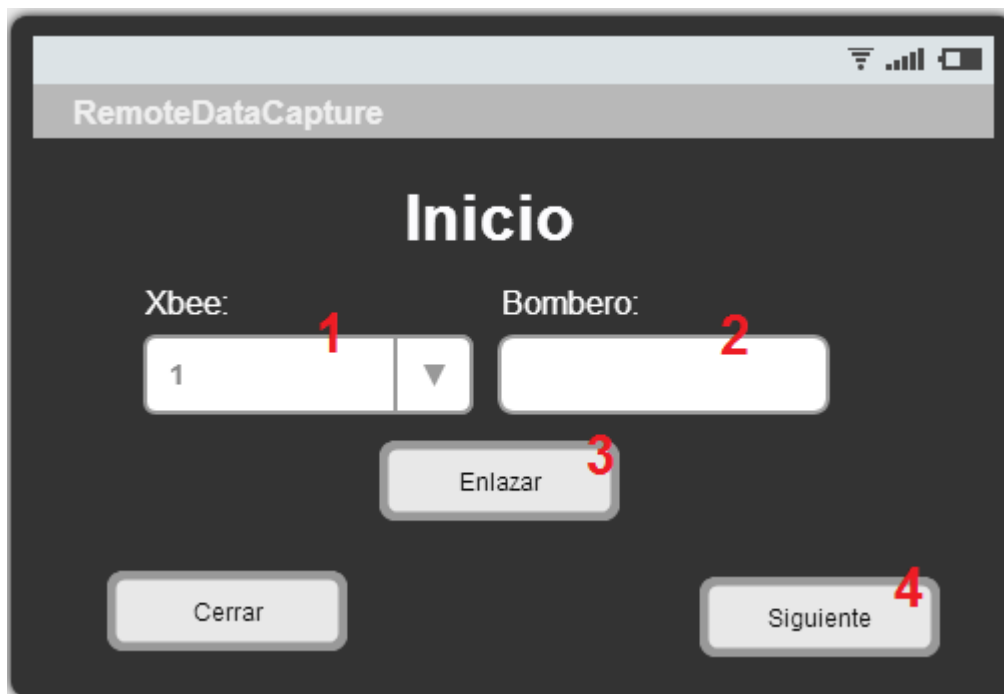 RemoteDataCapture
Inicio
Xbee: Bombero:
1 2
1
3
Enlazar
4
Cerrar Siguiente